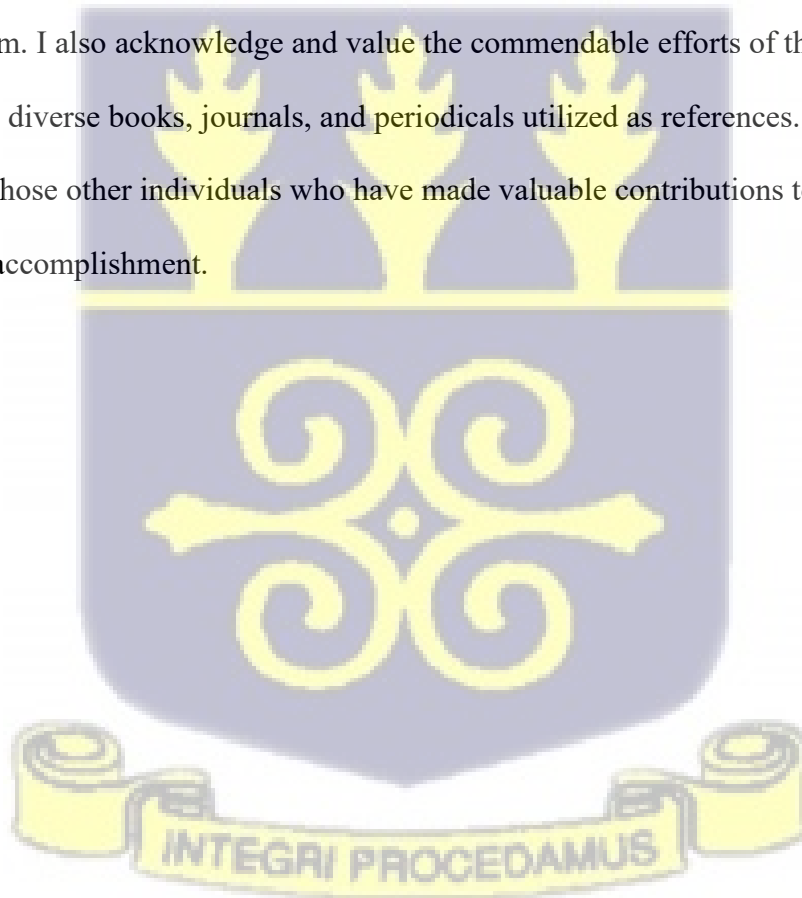 m. I also acknowledge and value the commendable efforts of th
diverse books, journals, and periodicals utilized as references.
hose other individuals who have made valuable contributions to
accomplishment.
INTEGRI PROCEDAMUS